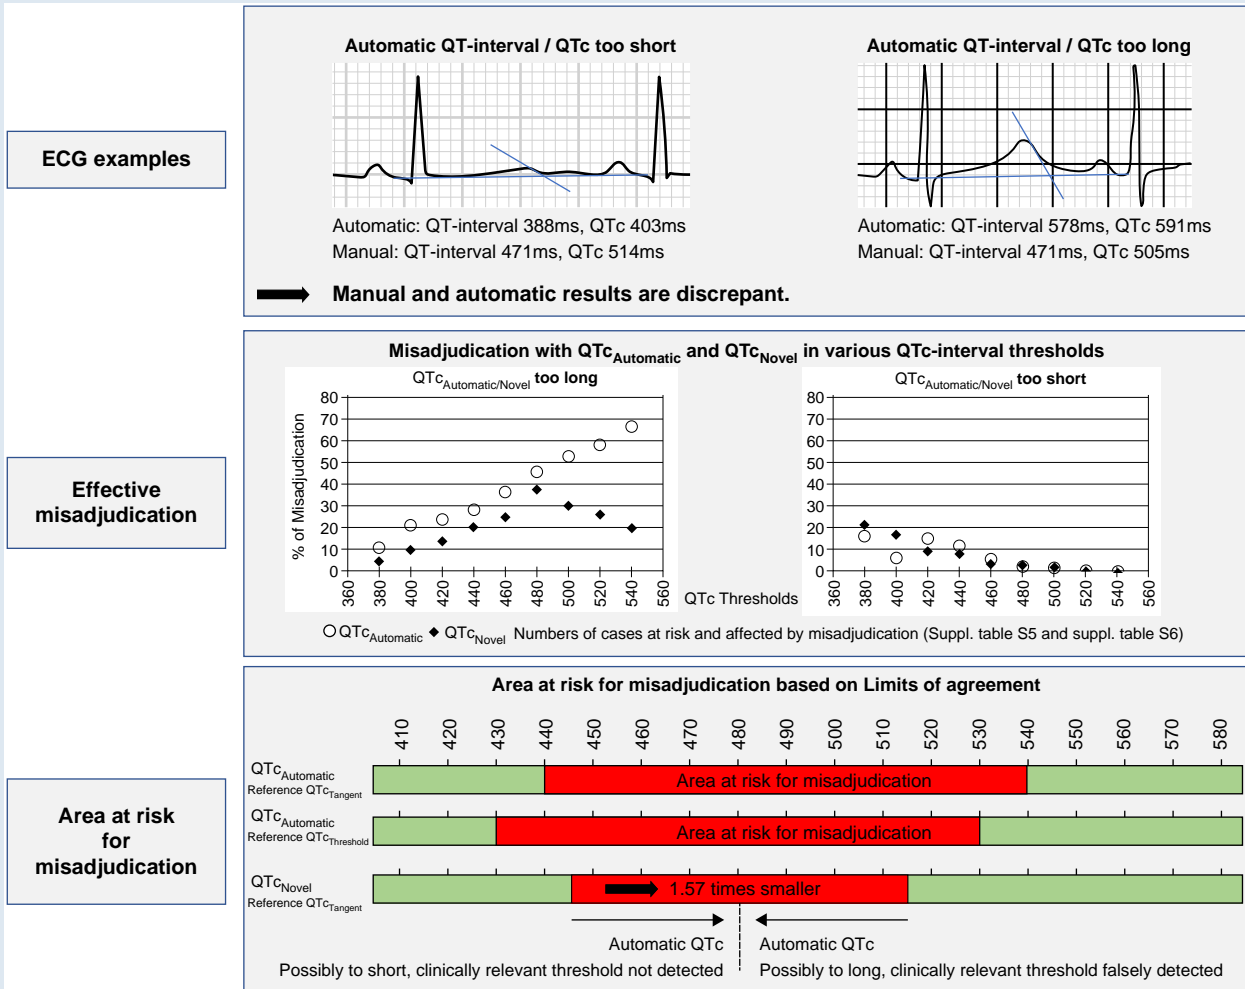 ECG examples
Automatic QT-interval / QTc too short
Automatic: QT-interval 388ms, QTc 403ms
Manual: QT-interval 471ms, QTc 514ms
Automatic QT-interval / QTc too long
Automatic: QT-interval 578ms, QTc 591ms
Manual: QT-interval 471ms, QTc 505ms
Manual and automatic results are discrepant.
Effective
misadjudication
Misadjudication with QTcAutomatic and QTcNovel in various QTc-interval thresholds
QTcAutomatic/Novel too long
% of Misadjudication
80
70
60
50
40
30
20
10
0
360 380 400 420 440 460 480 500 520 540 560
QTc Thresholds
QTcAutomatic/Novel too short
80
70
60
50
40
30
20
10
0
360 380 400 420 440 460 480 500 520 540 560
QTcAutomatic QTcNovel Numbers of cases at risk and affected by misadjudication (Suppl. table S5 and suppl. table S6)
Area at risk
for
misadjudication
Area at risk for misadjudication based on Limits of agreement
410 420 430 440 450 460 470 480 490 500 510 520 530 540 550 560 570 580
QTcAutomatic
Reference QTcTangent
Area at risk for misadjudication
QTcAutomatic
Reference QTcThreshold
Area at risk for misadjudication
QTcNovel
Reference QTcTangent
1.57 times smaller
Automatic QTc
Possibly to short, clinically relevant threshold not detected
Automatic QTc
Possibly to long, clinically relevant threshold falsely detected